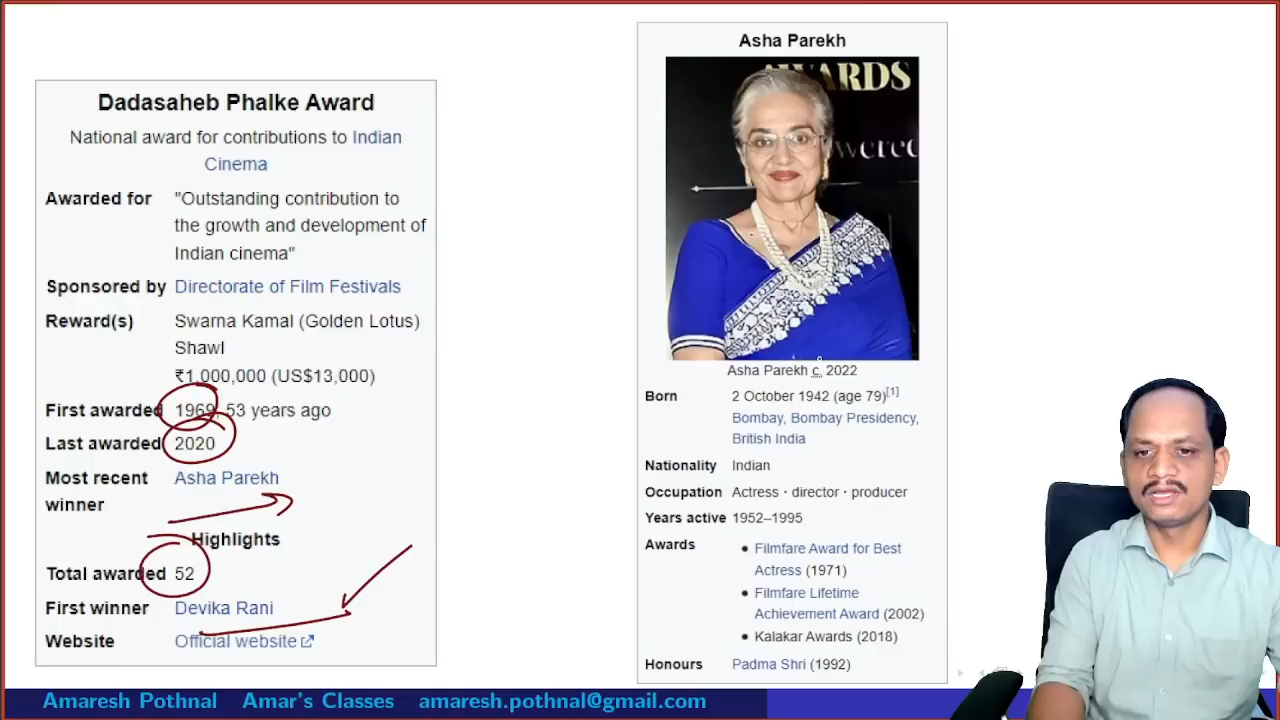 Dadasaheb Phalke Award
National award for contributions to Indian
Cinema
Awarded for "Outstanding contribution to
the growth and development of
Indian cinema"
Sponsored by Directorate of Film Festivals
Reward(s) Swarna Kamal (Golden Lotus)
Shawl
₹1,000,000 (US$13,000)
First awarded 1969; 53 years ago
Last awarded 2020
Most recent Asha Parekh
winner
Highlights
Total awarded 52
First winner Devika Rani
Website Official website
Asha Parekh
AWARDS
wered
Asha Parekh c. 2022
Born 2 October 1942 (age 79)[1]
Bombay, Bombay Presidency,
British India
Nationality Indian
Occupation Actress · director · producer
Years active 1952–1995
Awards • Filmfare Award for Best
Actress (1971)
• Filmfare Lifetime
Achievement Award (2002)
• Kalakar Awards (2018)
Honours Padma Shri (1992)
Amaresh Pothnal Amar's Classes amaresh.pothnal@gmail.com